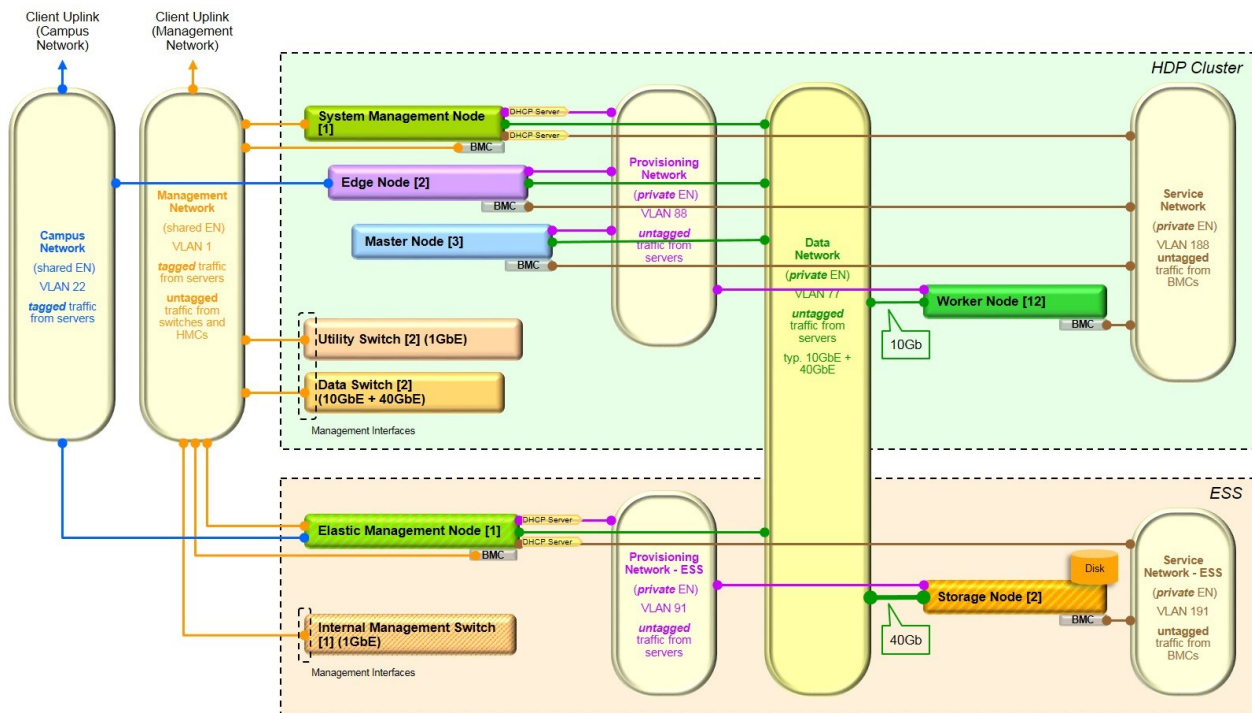 Client Uplink
(Campus
Network)
Client Uplink
(Management
Network)
HDP Cluster
System Management Node
[1]
DHCP Server
DHCP Server
BMC
Edge Node [2]
BMC
Master Node [3]
BMC
Provisioning
Network
(private EN)
VLAN 88
untagged
traffic from
servers
Campus
Network
(shared EN)
VLAN 22
tagged traffic
from servers
Management
Network
(shared EN)
VLAN 1
tagged traffic
from servers
untagged
traffic from
switches and
HMCs
Data
Network
(private EN)
VLAN 77
untagged
traffic from
servers
typ. 10GbE +
40GbE
Service
Network
(private EN)
VLAN 188
untagged
traffic from
BMCs
Worker Node [12]
BMC
10Gb
Utility Switch [2] (1GbE)
Data Switch [2]
(10GbE + 40GbE)
Management Interfaces
ESS
Elastic Management Node [1]
DHCP Server
DHCP Server
BMC
Provisioning
Network - ESS
(private EN)
VLAN 91
untagged
traffic from
servers
Disk
Storage Node [2]
BMC
40Gb
Service
Network - ESS
(private EN)
VLAN 191
untagged
traffic from
BMCs
Internal Management Switch
[1] (1GbE)
Management Interfaces